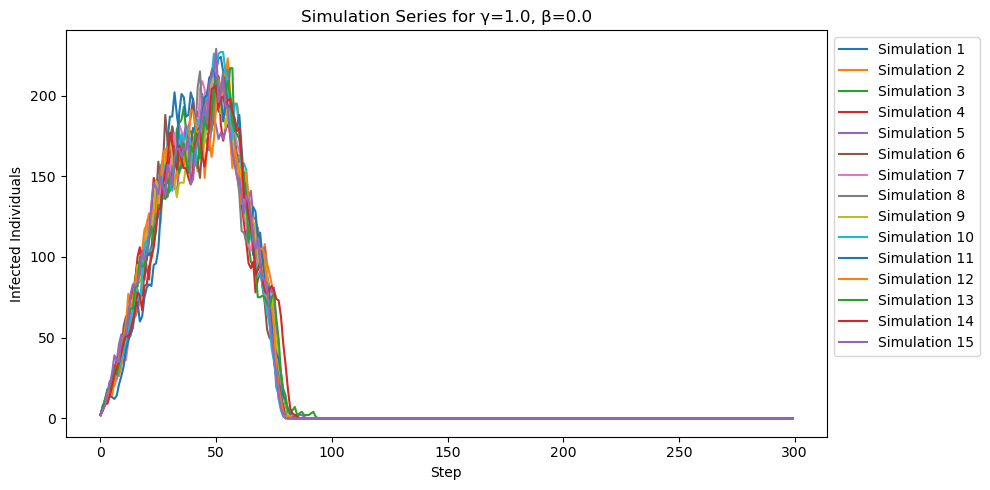 Simulation Series for γ=1.0, β=0.0
Infected Individuals
200
150
100
50
0
0 50 100 150 200 250 300
Step
Simulation 1
Simulation 2
Simulation 3
Simulation 4
Simulation 5
Simulation 6
Simulation 7
Simulation 8
Simulation 9
Simulation 10
Simulation 11
Simulation 12
Simulation 13
Simulation 14
Simulation 15